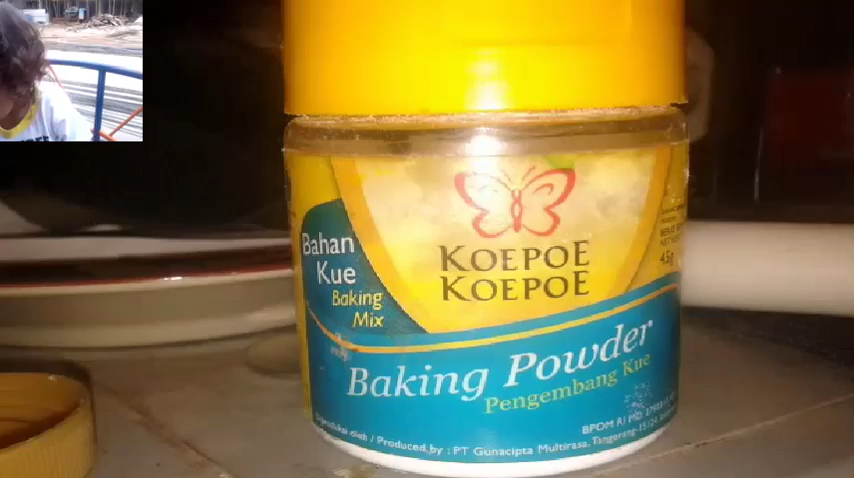 KOEPOE
KOEPOE
Bahan
Kue
Baking
Mix
45g
Baking Powder
Pengembang Kue
BPOM RI MD
Produced by : PT Gunacipta Multirasa, Tangerang-15124